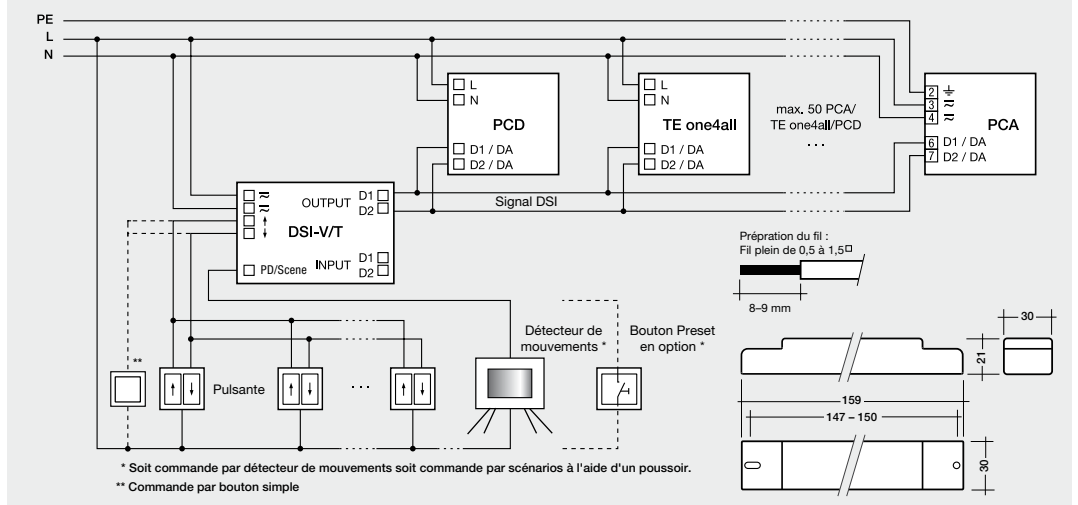 PE
L
N
L
N
PCD
D1 / DA
D2 / DA
L
N
TE one4all
D1 / DA
D2 / DA
max. 50 PCA/
TE one4all/PCD
...
2
3
4
PCA
6 D1 / DA
7 D2 / DA
OUTPUT D1
D2
DSI-V/T
INPUT D1
D2
PD/Scene
Signal DSI
Prépration du fil :
Fil plein de 0,5 à 1,5□
8–9 mm
**
Pulsante
...
Détecteur de
mouvements *
Bouton Preset
en option *
30
21
159
147 – 150
30
* Soit commande par détecteur de mouvements soit commande par scénarios à l'aide d'un poussoir.
** Commande par bouton simple